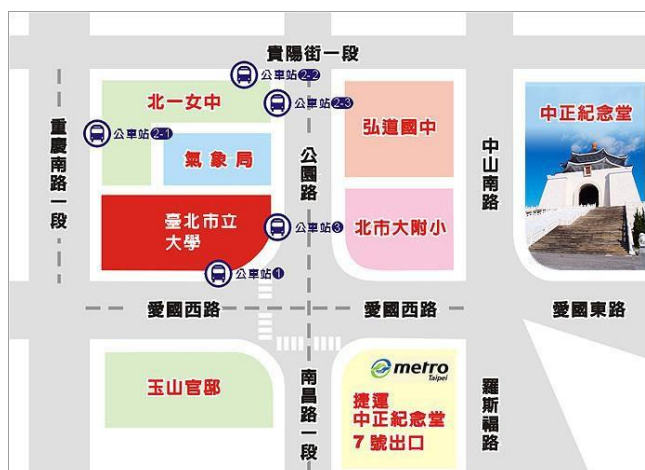 貴陽街一段
公車站2-2
北一女中
公車站2-3
公車站2-1
弘道國中
中正紀念堂
重慶南路一段
氣象局
公園路
中山南路
臺北市立
大學
公車站3
北市大附小
公車站1
愛國西路
愛國西路
愛國東路
玉山官邸
南昌路一段
metro
Taipei
捷運
中正紀念堂
7號出口
羅斯福路